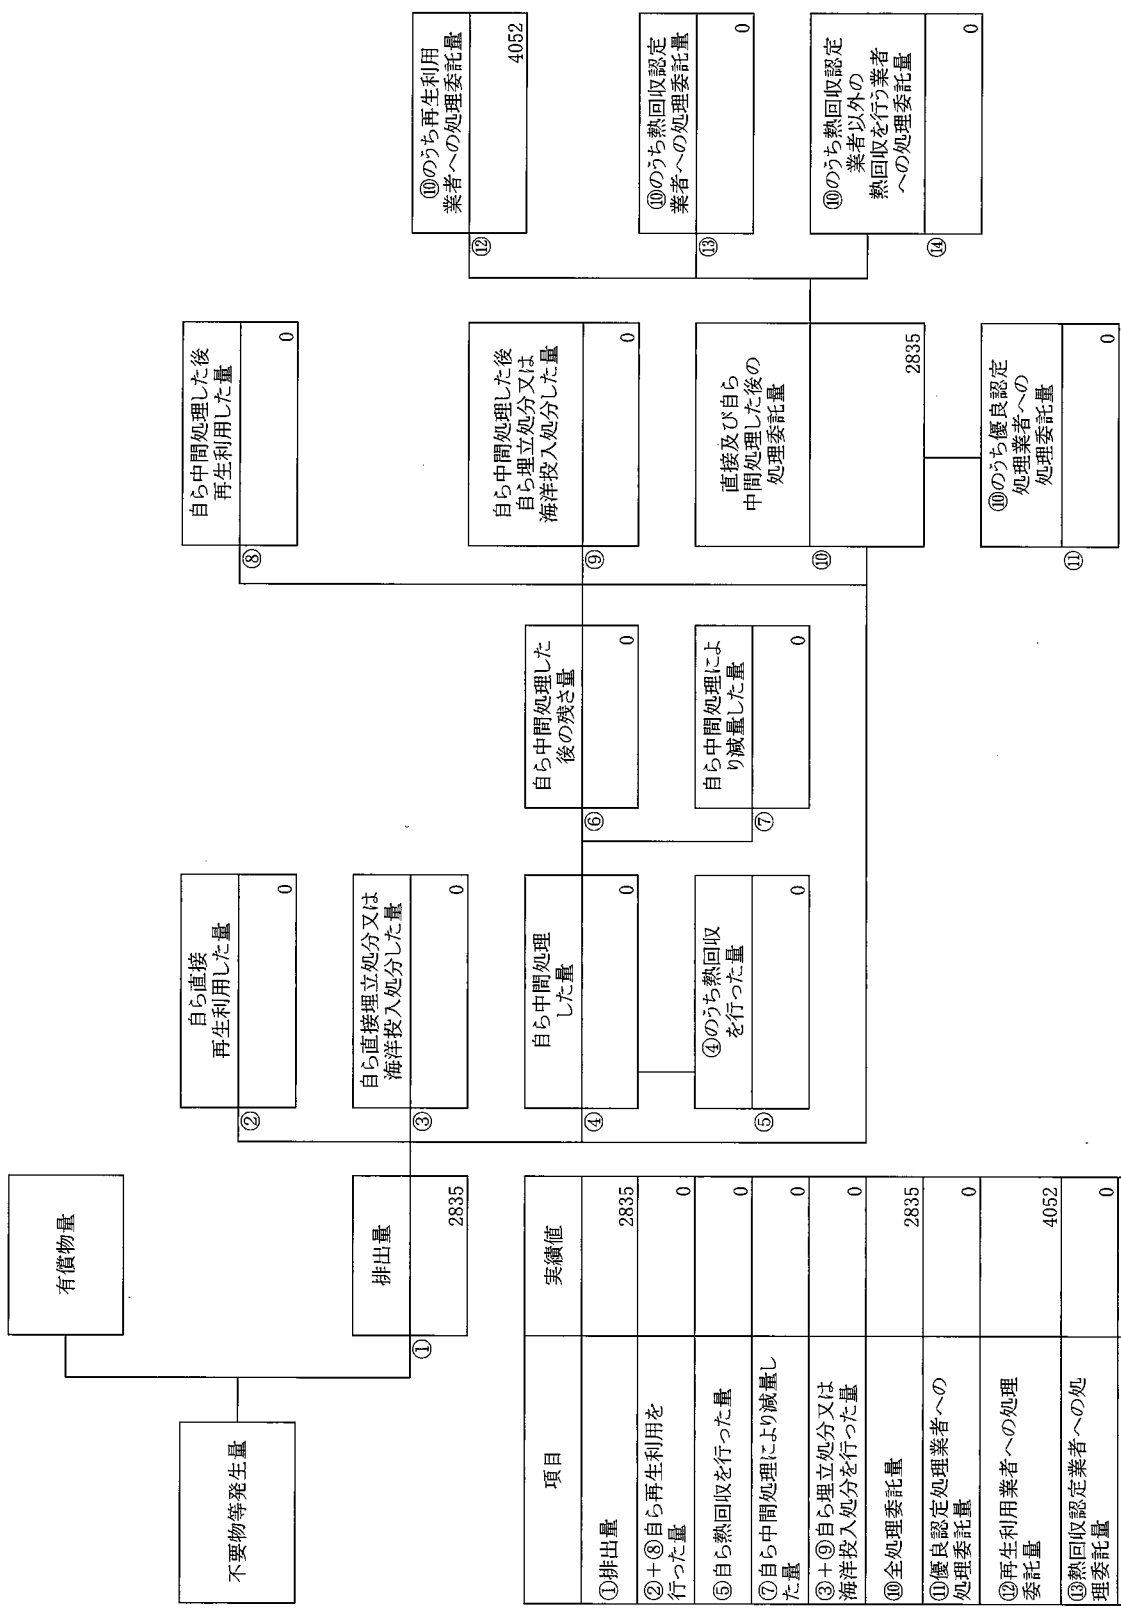 不要物等発生量
有償物量
①
排出量
2835
②
自ら直接
再生利用した量
0
③
自ら直接埋立処分又は
海洋投入処分した量
0
④
自ら中間処理
した量
0
⑤
④のうち熱回収
を行った量
0
⑥
自ら中間処理した
後の残さ量
0
⑦
自ら中間処理によ
り減量した量
0
⑧
自ら中間処理した後
再生利用した量
0
⑨
自ら中間処理した後
自ら埋立処分又は
海洋投入処分した量
0
⑩
直接及び自ら
中間処理した後の
処理委託量
2835
⑪
⑩のうち優良認定
処理業者への
処理委託量
0
⑫
⑩のうち再生利用
業者への処理委託量
4052
⑬
⑩のうち熱回収認定
業者への処理委託量
0
⑭
⑩のうち熱回収認定
業者以外の
熱回収を行う業者
への処理委託量
0
項目
実績値
①排出量
2835
②+⑧自ら再生利用を
行った量
0
⑤自ら熱回収を行った量
0
⑦自ら中間処理により減量し
た量
0
③+⑨自ら埋立処分又は
海洋投入処分を行った量
0
⑩全処理委託量
2835
⑪優良認定処理業者への
処理委託量
0
⑫再生利用業者への処理
委託量
4052
⑬熱回収認定業者への処
理委託量
0